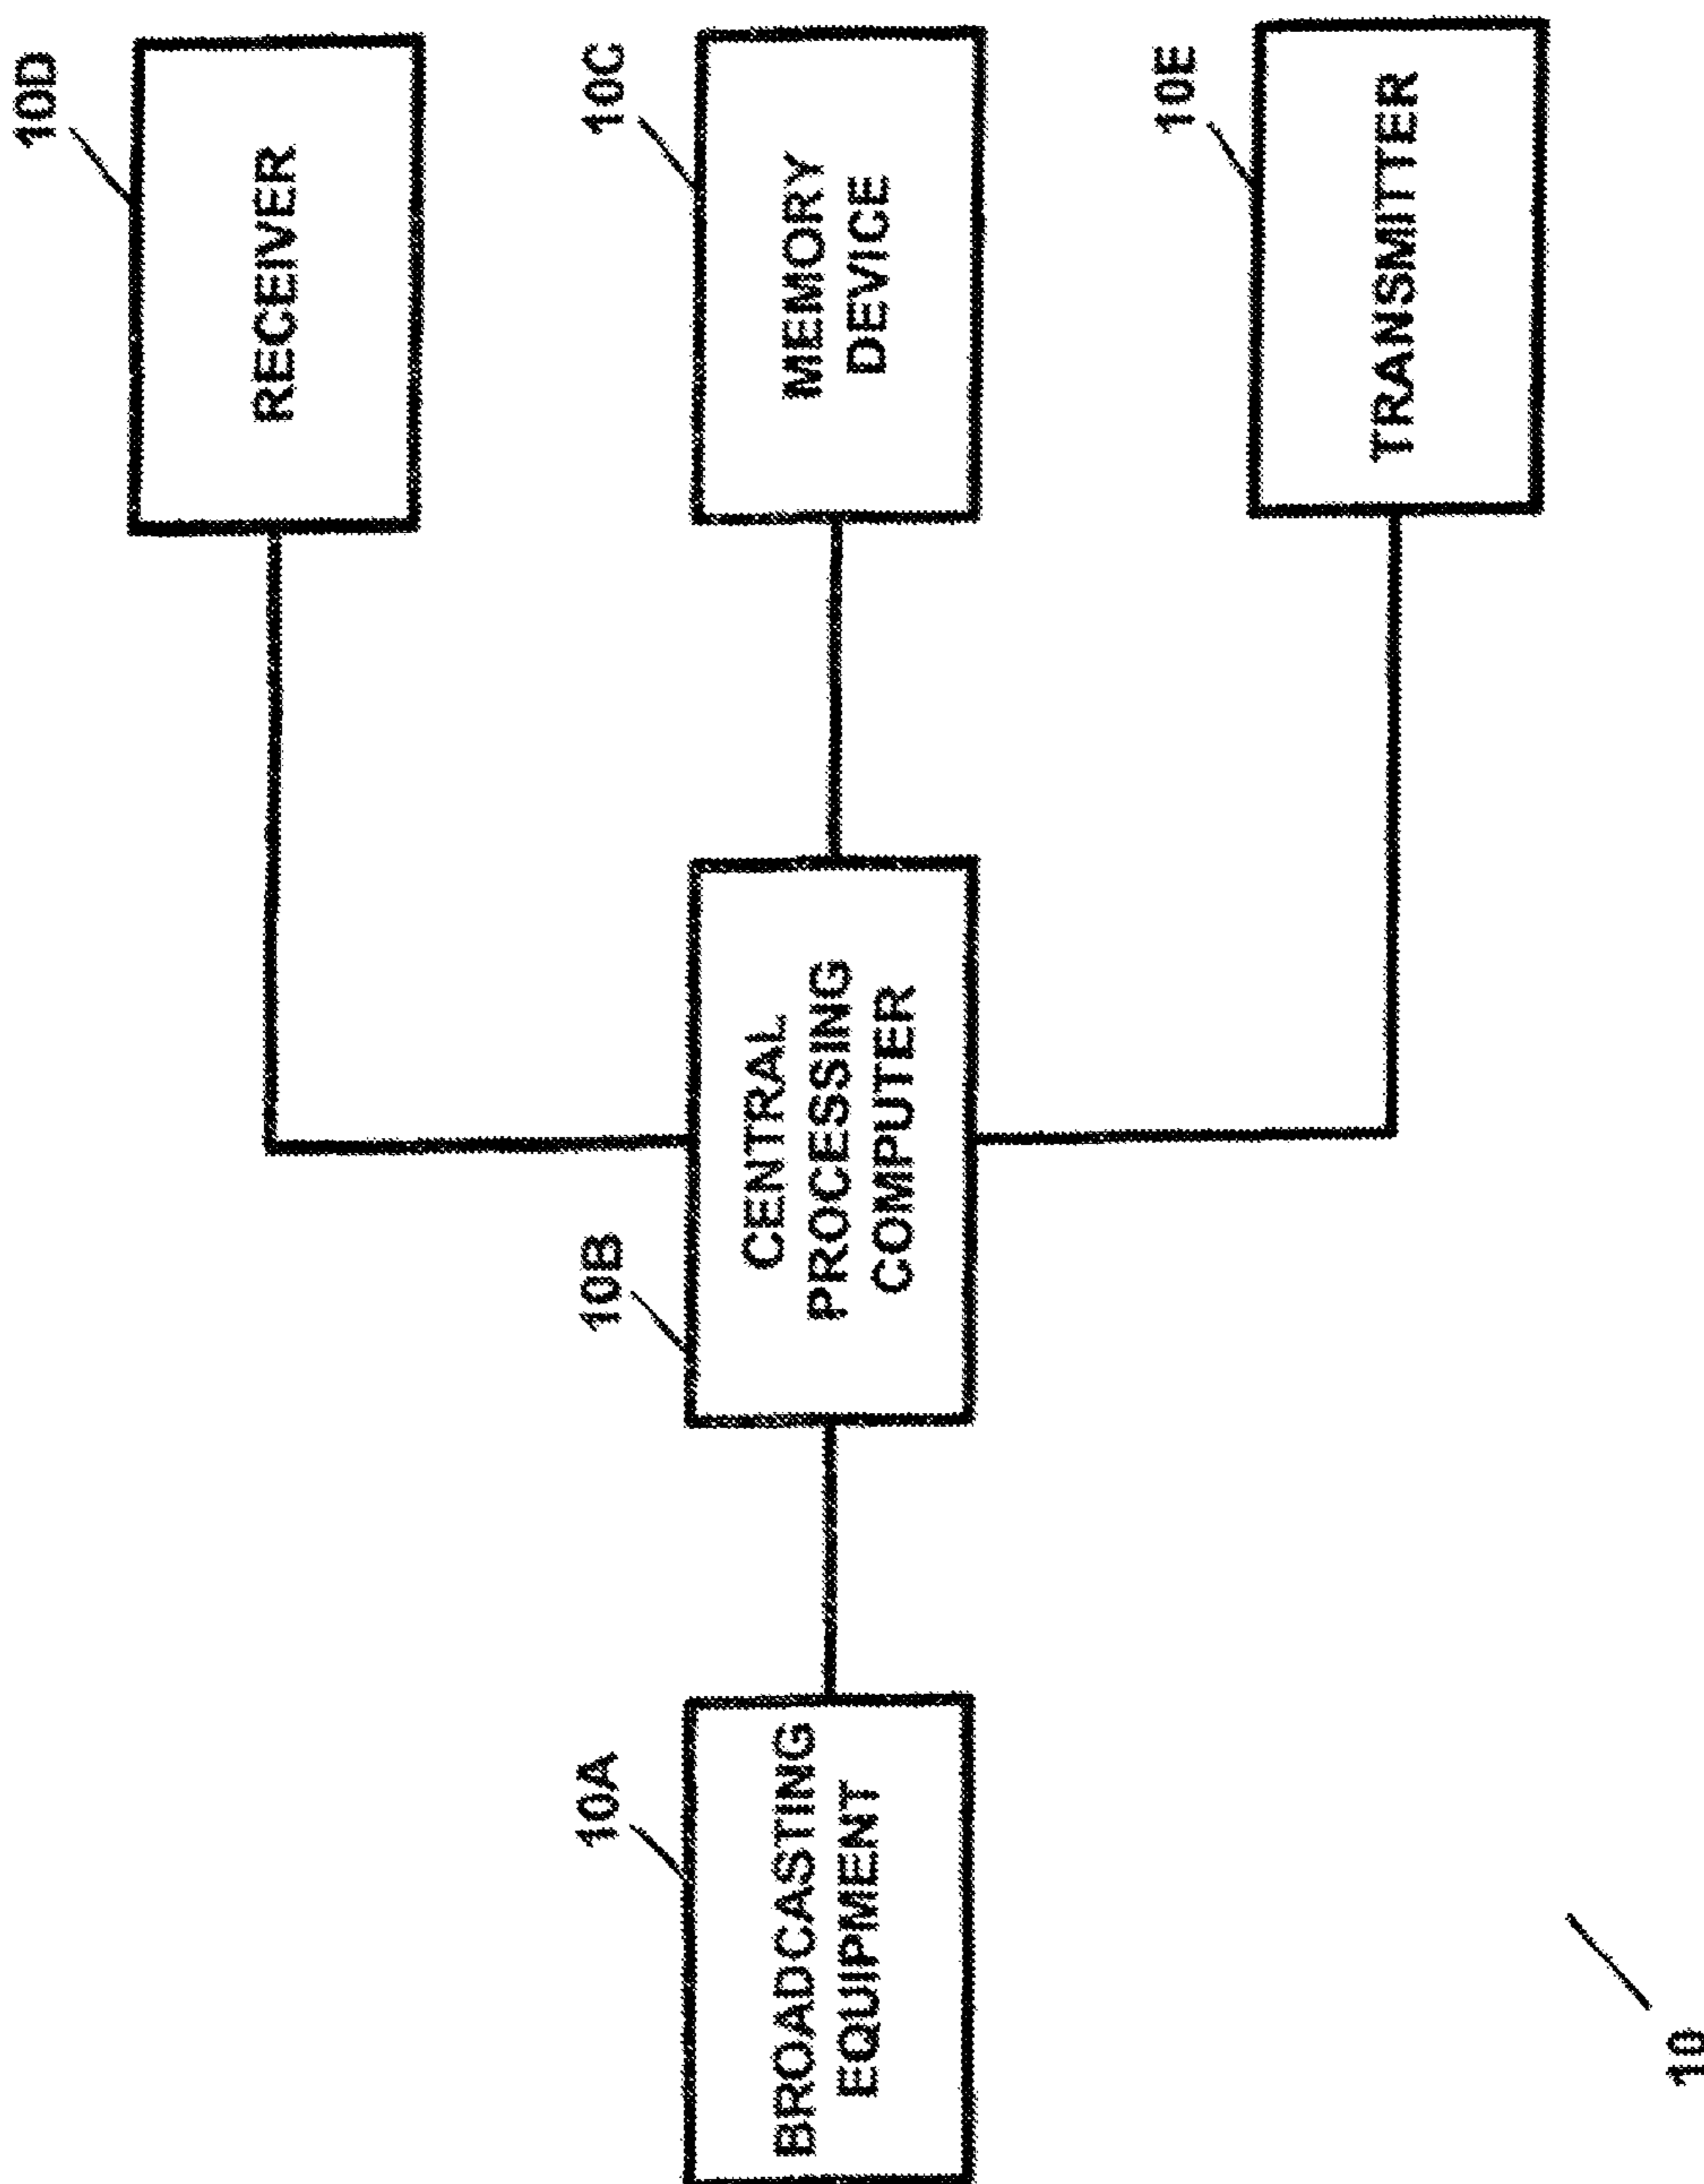 10D
RECEIVER
10A
BROADCASTING
EQUIPMENT
10B
CENTRAL
PROCESSING
COMPUTER
10C
MEMORY
DEVICE
10E
TRANSMITTER
10